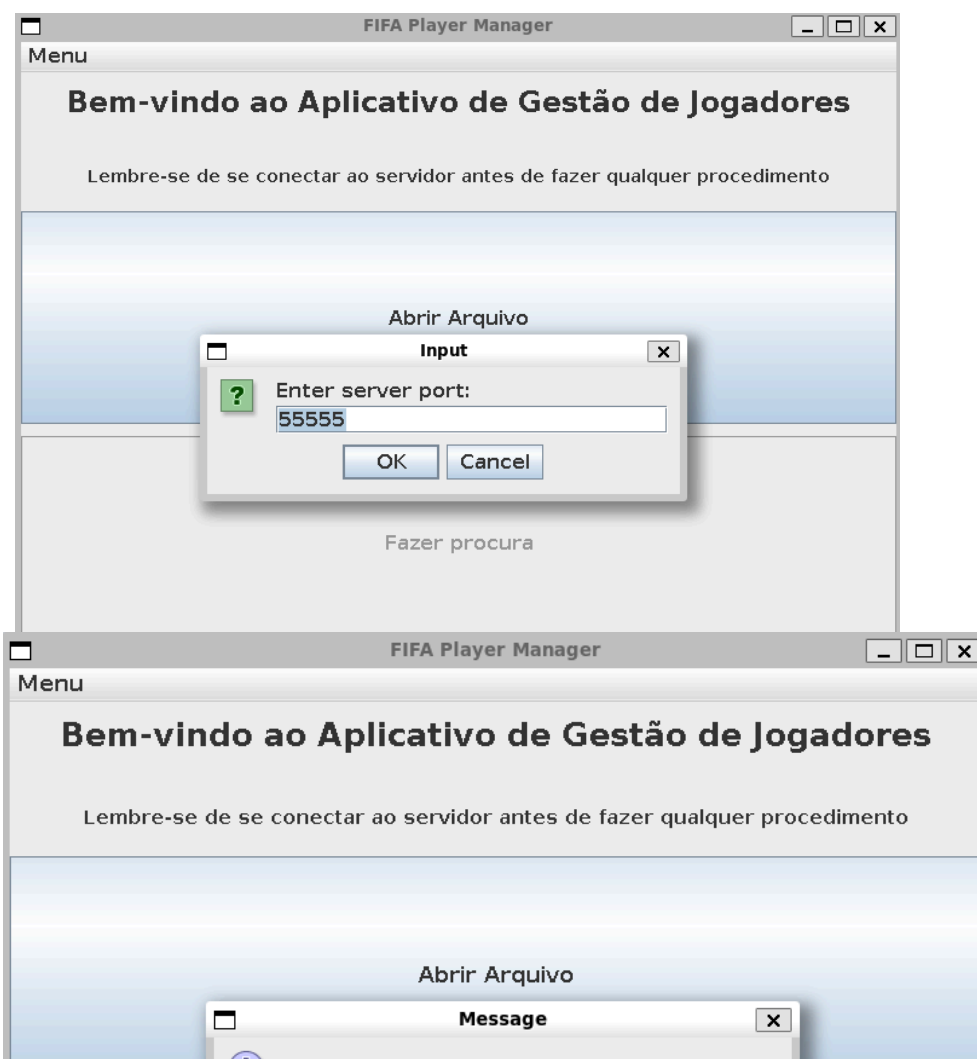 FIFA Player Manager
Menu
Bem-vindo ao Aplicativo de Gestão de Jogadores
Lembre-se de se conectar ao servidor antes de fazer qualquer procedimento
Abrir Arquivo
Input
Enter server port:
55555
OK Cancel
Fazer procura
FIFA Player Manager
Menu
Bem-vindo ao Aplicativo de Gestão de Jogadores
Lembre-se de se conectar ao servidor antes de fazer qualquer procedimento
Abrir Arquivo
Message